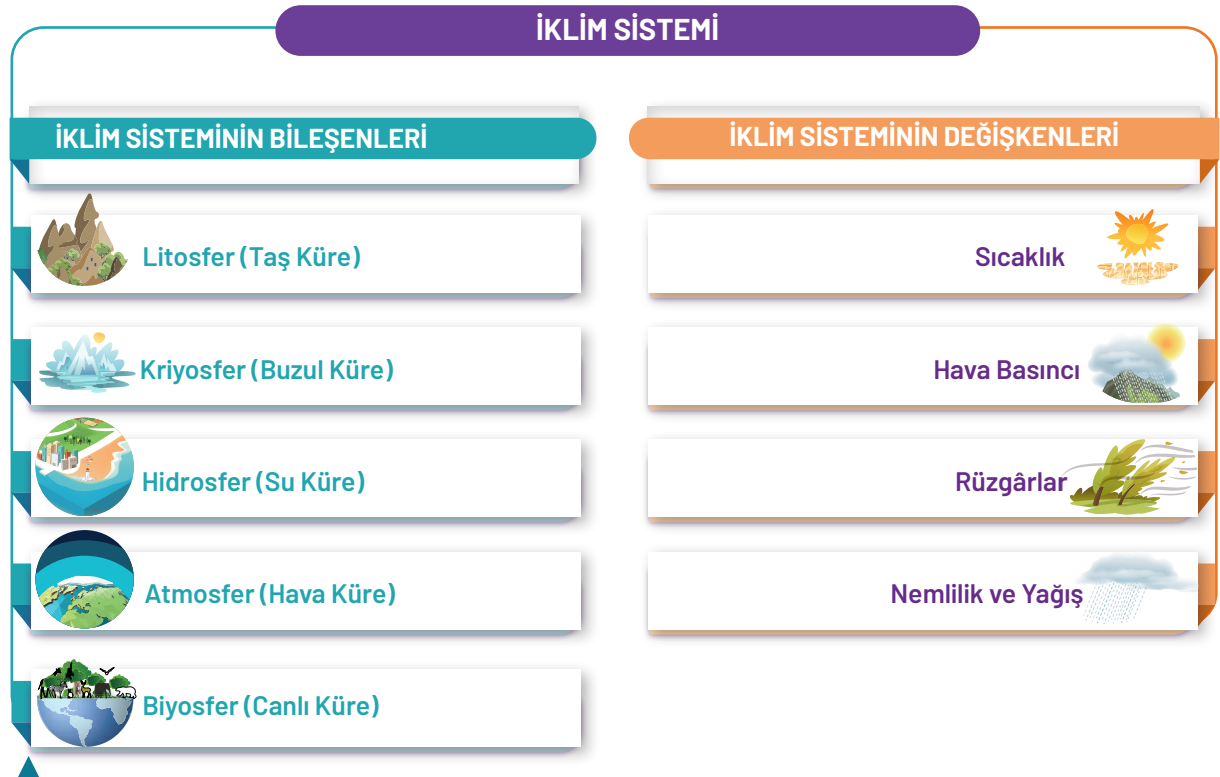 İKLİM SİSTEMİ
İKLİM SİSTEMİNİN BİLEŞENLERİ
Litosfer (Taş Küre)
Kriyosfer (Buzul Küre)
Hidrosfer (Su Küre)
Atmosfer (Hava Küre)
Biyosfer (Canlı Küre)
İKLİM SİSTEMİNİN DEĞİŞKENLERİ
Sıcaklık
Hava Basıncı
Rüzgârlar
Nemlilik ve Yağış